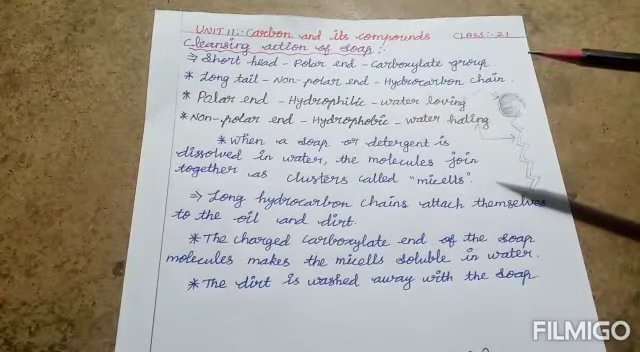 UNIT 11:- Carbon and its compounds CLASS:- 21
Cleansing action of soap:-
⇒ Short head - Polar end - carboxylate group.
* Long tail - Non-polar end - Hydrocarbon chain.
* Polar end - Hydrophilic - water loving
* Non-polar end - Hydrophobic - water hating
* When a soap or detergent is
dissolved in water, the molecules join
together as clusters called "micells".
⇒ Long hydrocarbon chains attach themselves
to the oil and dirt.
* The charged carboxylate end of the soap
molecules makes the micells soluble in water.
* The dirt is washed away with the soap.
FILMIGO